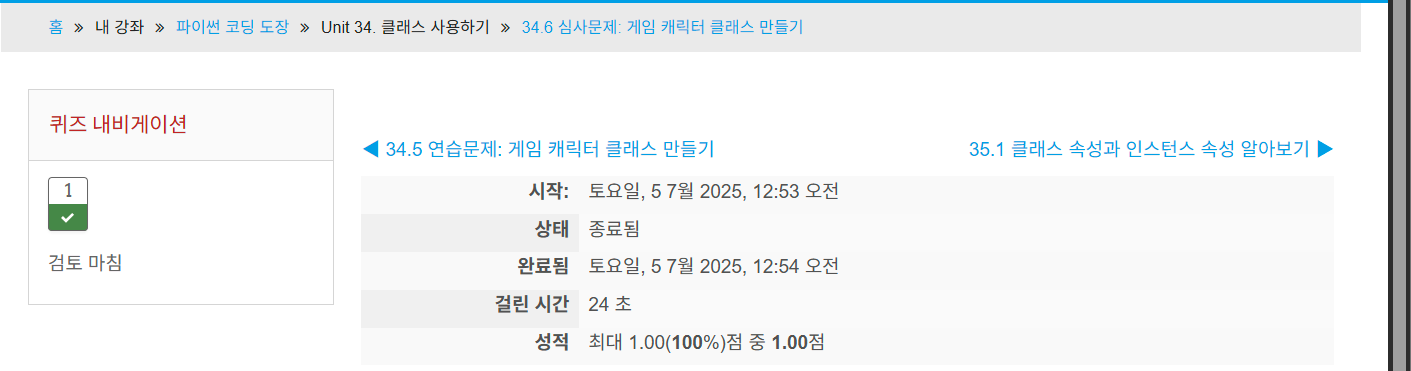 홈 » 내 강좌 » 파이썬 코딩 도장 » Unit 34. 클래스 사용하기 » 34.6 심사문제: 게임 캐릭터 클래스 만들기
퀴즈 내비게이션
1
검토 마침
◀ 34.5 연습문제: 게임 캐릭터 클래스 만들기
35.1 클래스 속성과 인스턴스 속성 알아보기 ▶
시작: 토요일, 5 7월 2025, 12:53 오전
상태 종료됨
완료됨 토요일, 5 7월 2025, 12:54 오전
걸린 시간 24 초
성적 최대 1.00(100%)점 중 1.00점